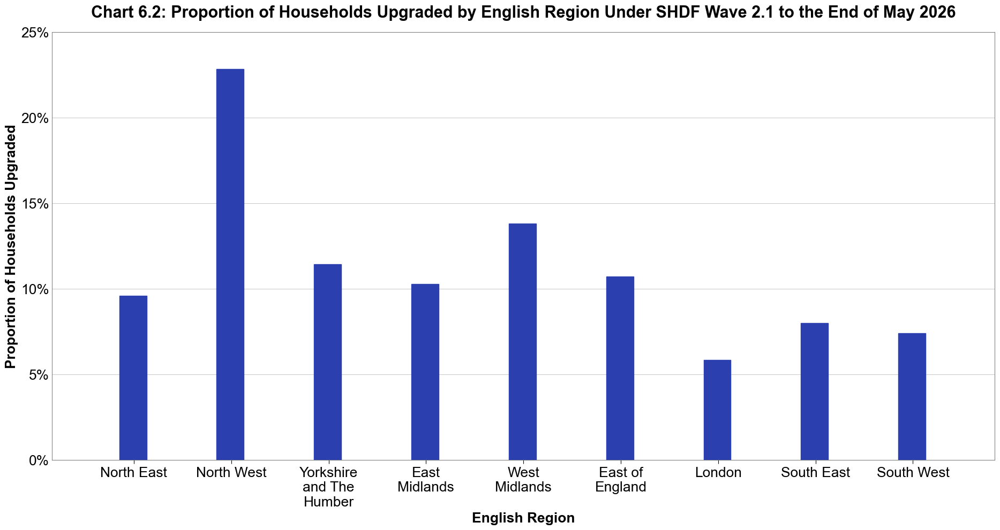 Chart 6.2: Proportion of Households Upgraded by English Region Under SHDF Wave 2.1 to the End of May 2026
Proportion of Households Upgraded
25%
20%
15%
10%
5%
0%
North East
North West
Yorkshire
and The
Humber
East
Midlands
West
Midlands
East of
England
London
South East
South West
English Region